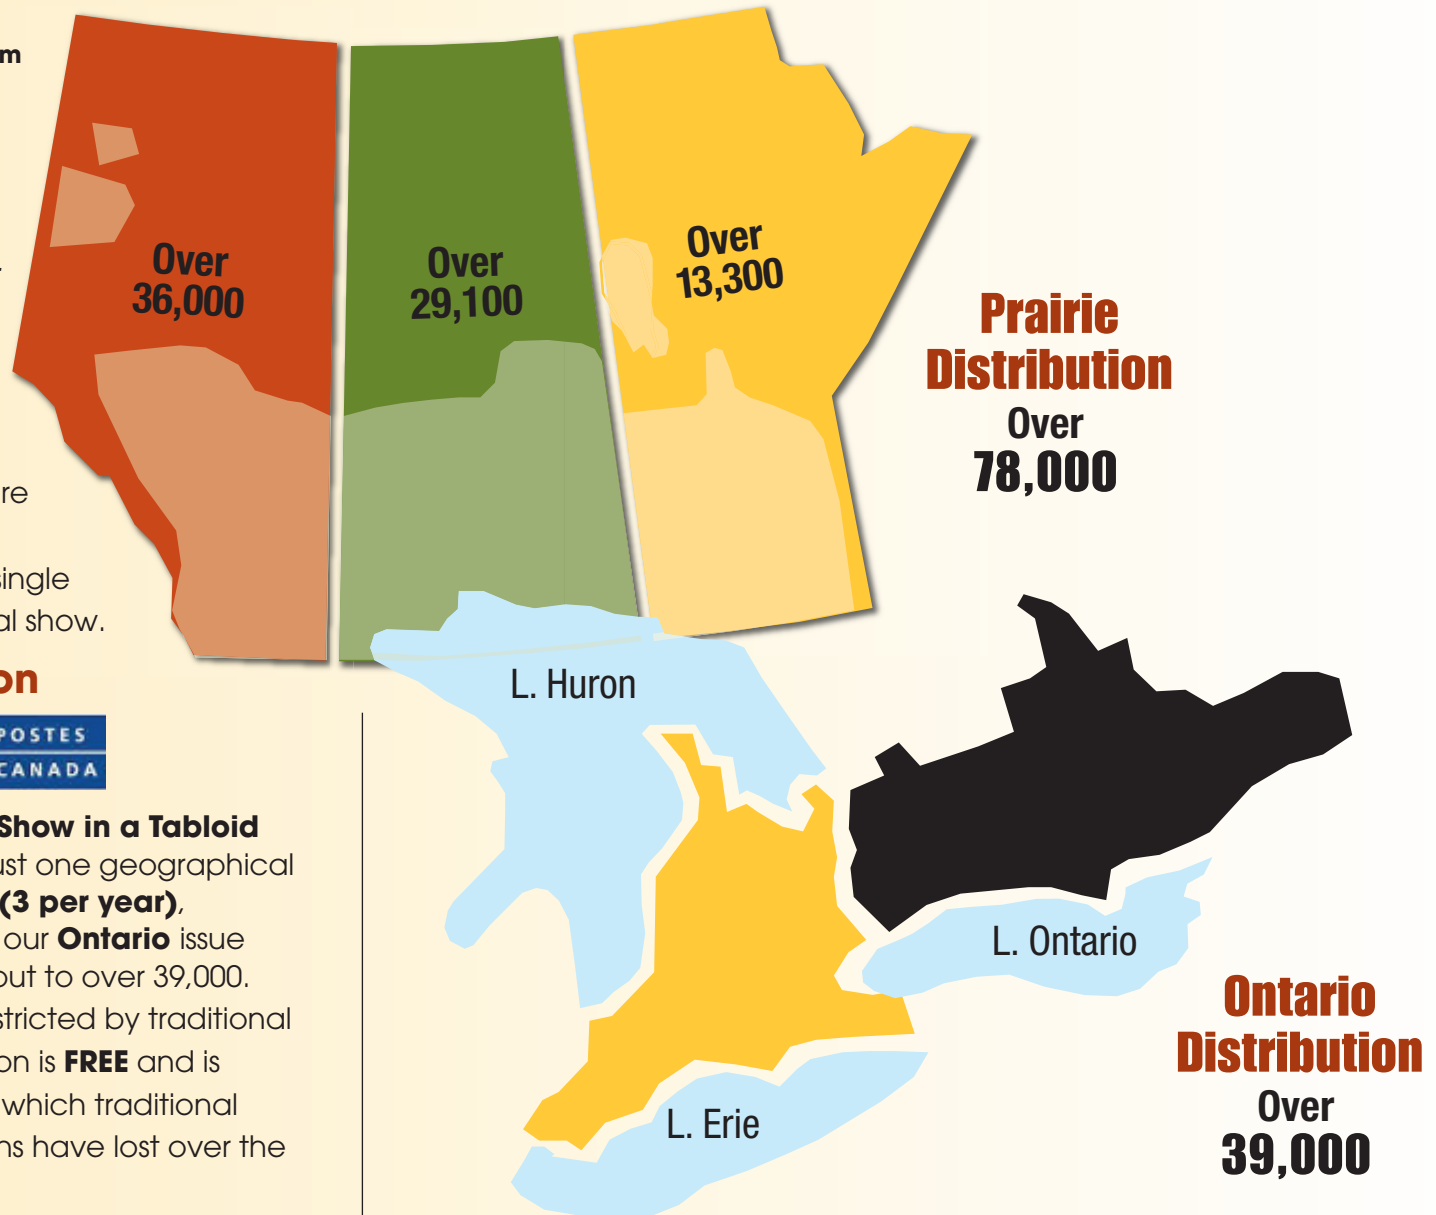 m
Over
36,000
Over
29,100
Over
13,300
Prairie
Distribution
Over
78,000
re
single
al show.
on
POSTES
CANADA
Show in a Tabloid
ust one geographical
(3 per year),
our Ontario issue
out to over 39,000.
stricted by traditional
on is FREE and is
which traditional
ns have lost over the
L. Huron
L. Ontario
L. Erie
Ontario
Distribution
Over
39,000